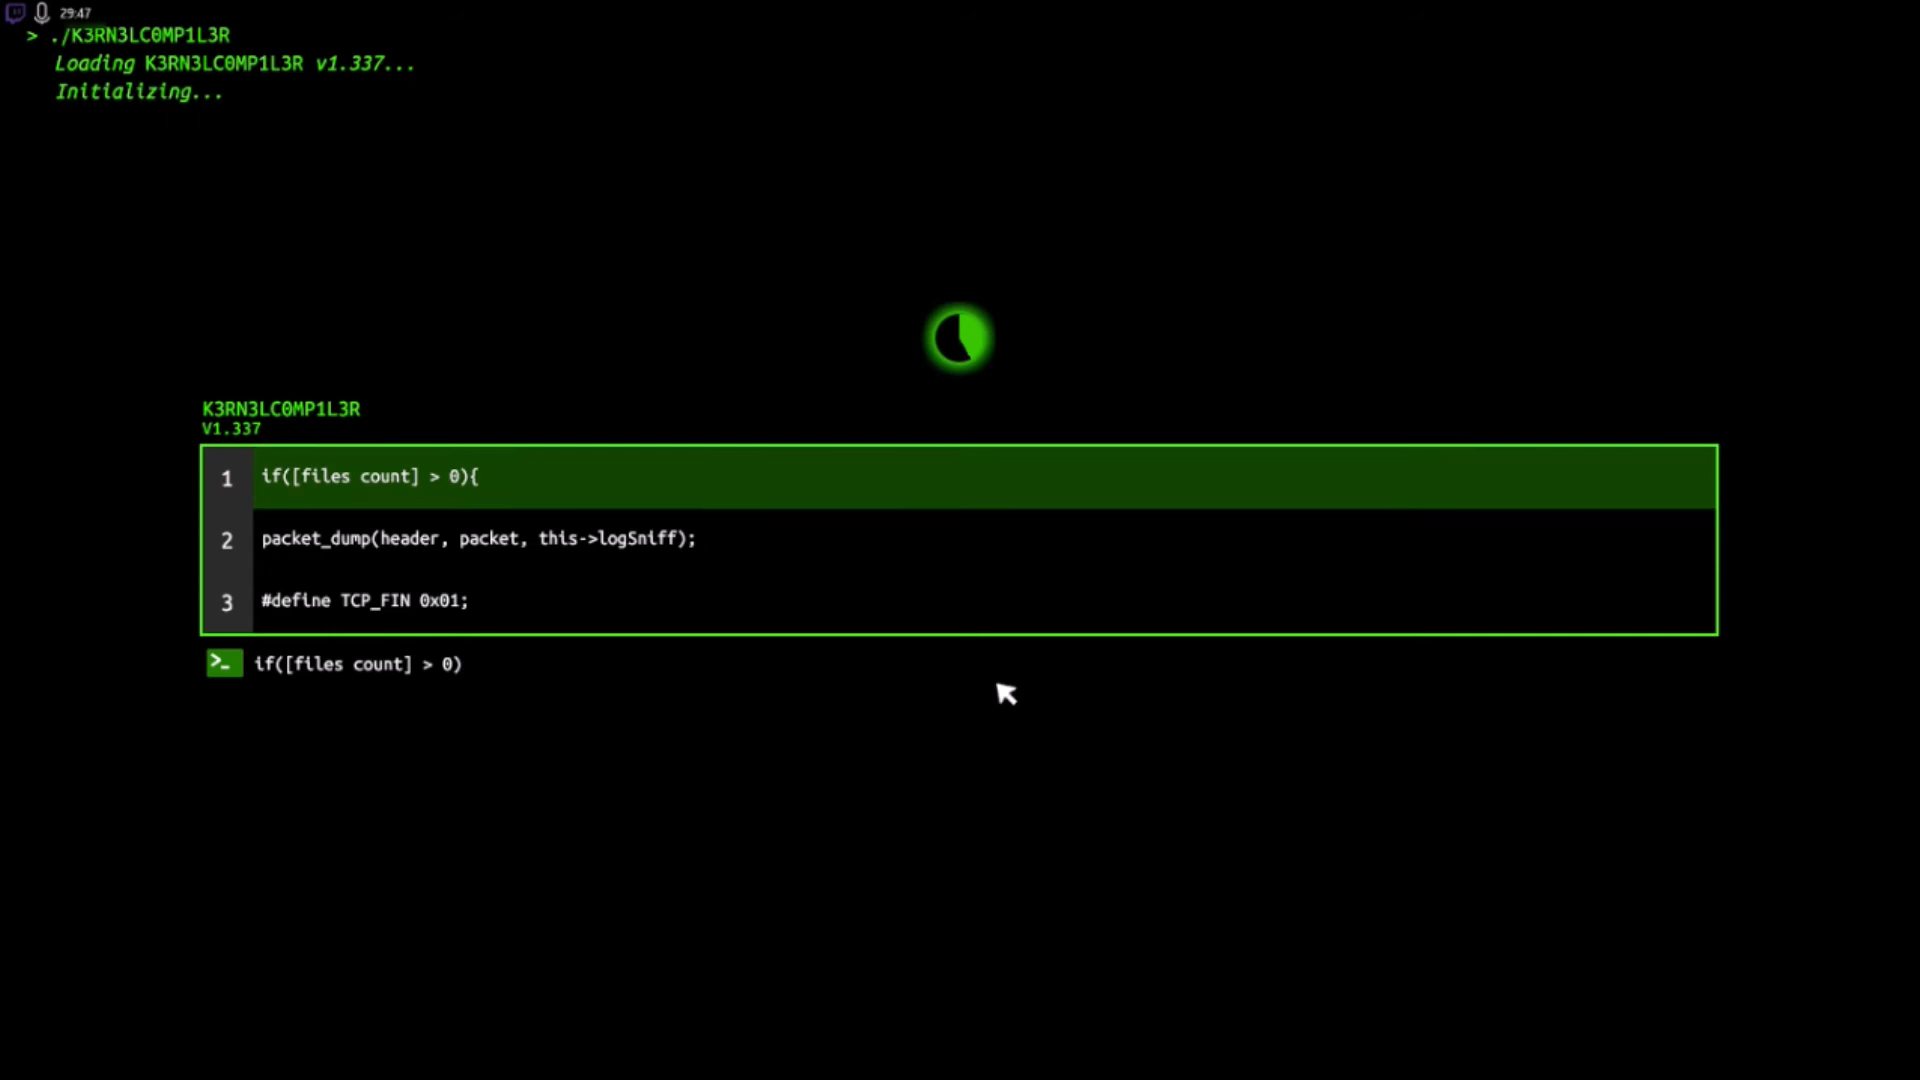 29:47
> ./K3RN3LC0MP1L3R
Loading K3RN3LC0MP1L3R v1.337...
Initializing...
K3RN3LC0MP1L3R
V1.337
1 if([files count] > 0){
2 packet_dump(header, packet, this->logSniff);
3 #define TCP_FIN 0x01;
>_ if([files count] > 0)